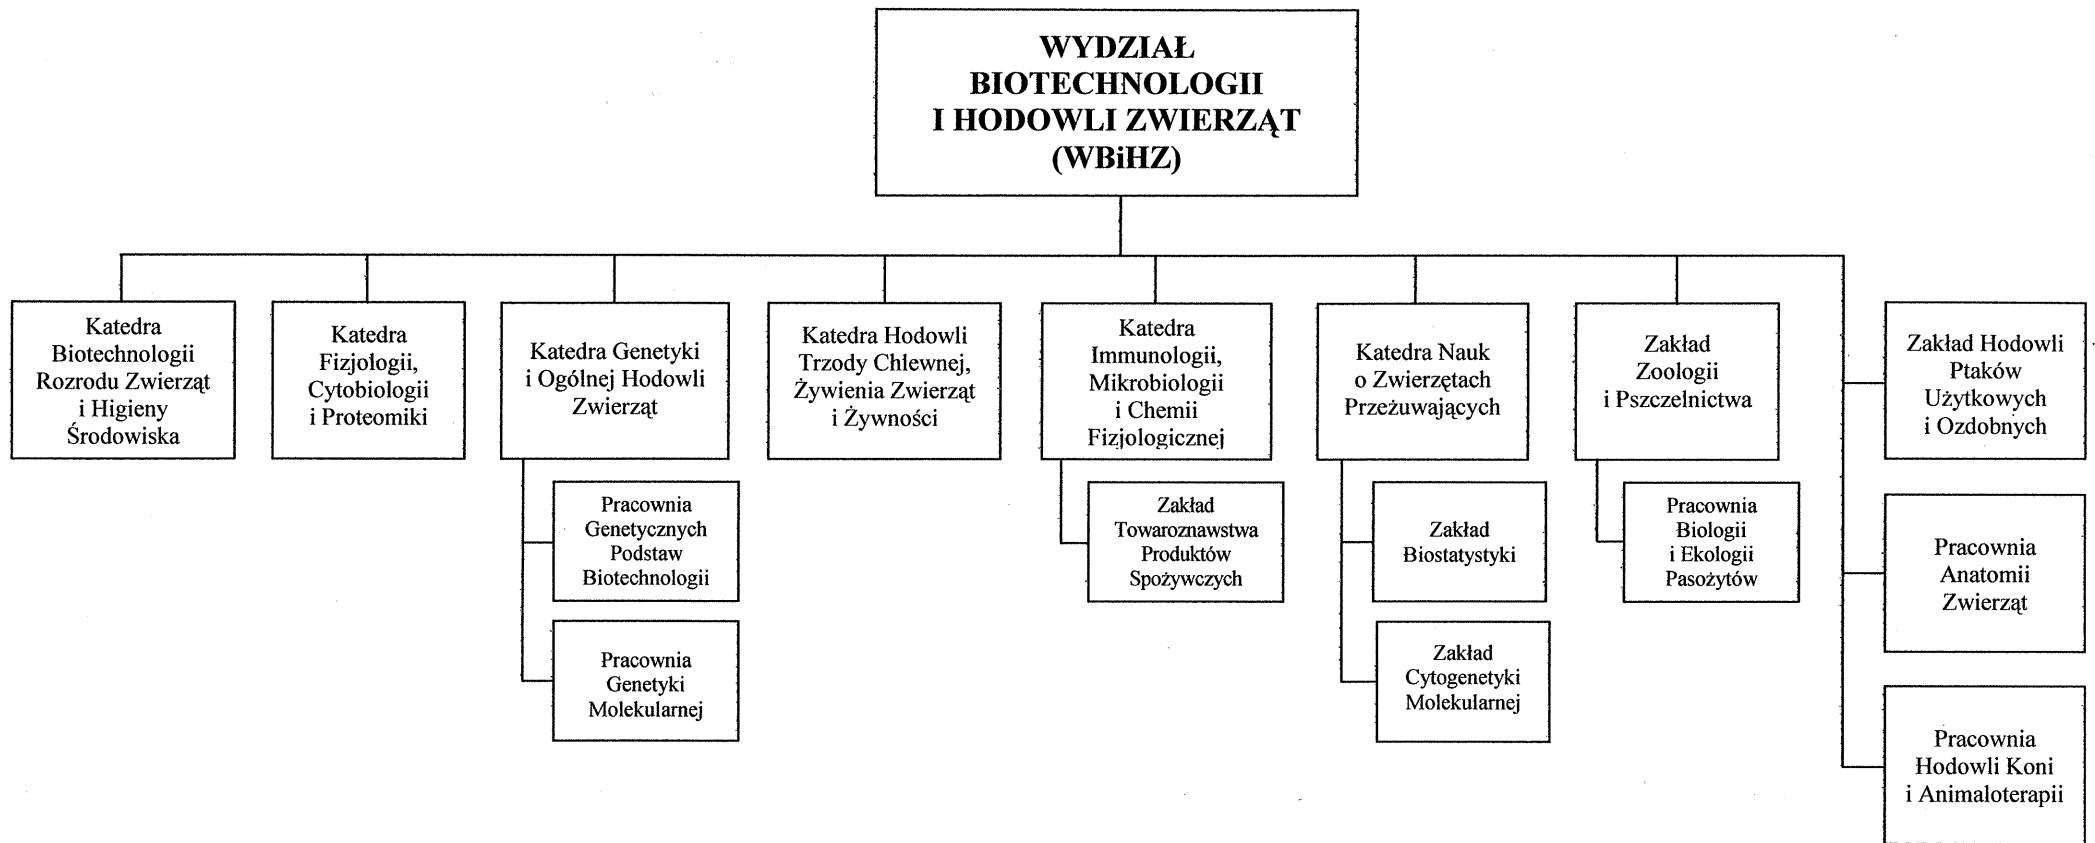 WYDZIAŁ
BIOTECHNOLOGII
I HODOWLI ZWIERZĄT
(WBiHZ)
Katedra
Biotechnologii
Rozrodu Zwierząt
i Higieny
Środowiska
Katedra
Fizjologii,
Cytobiologii
i Proteomiki
Katedra Genetyki
i Ogólnej Hodowli
Zwierząt
Katedra Hodowli
Trzody Chlewnej,
Żywienia Zwierząt
i Żywności
Katedra
Immunologii,
Mikrobiologii
i Chemii
Fizjologicznej
Katedra Nauk
o Zwierzętach
Przeżuwających
Zakład
Zoologii
i Pszczelnictwa
Zakład Hodowli
Ptaków
Użytkowych
i Ozdobnych
Pracownia
Genetycznych
Podstaw
Biotechnologii
Zakład
Towaroznawstwa
Produktów
Spożywczych
Zakład
Biostatystyki
Pracownia
Biologii
i Ekologii
Pasożytów
Pracownia
Anatomii
Zwierząt
Pracownia
Genetyki
Molekularnej
Zakład
Cytogenetyki
Molekularnej
Pracownia
Hodowli Koni
i Animaloterapii